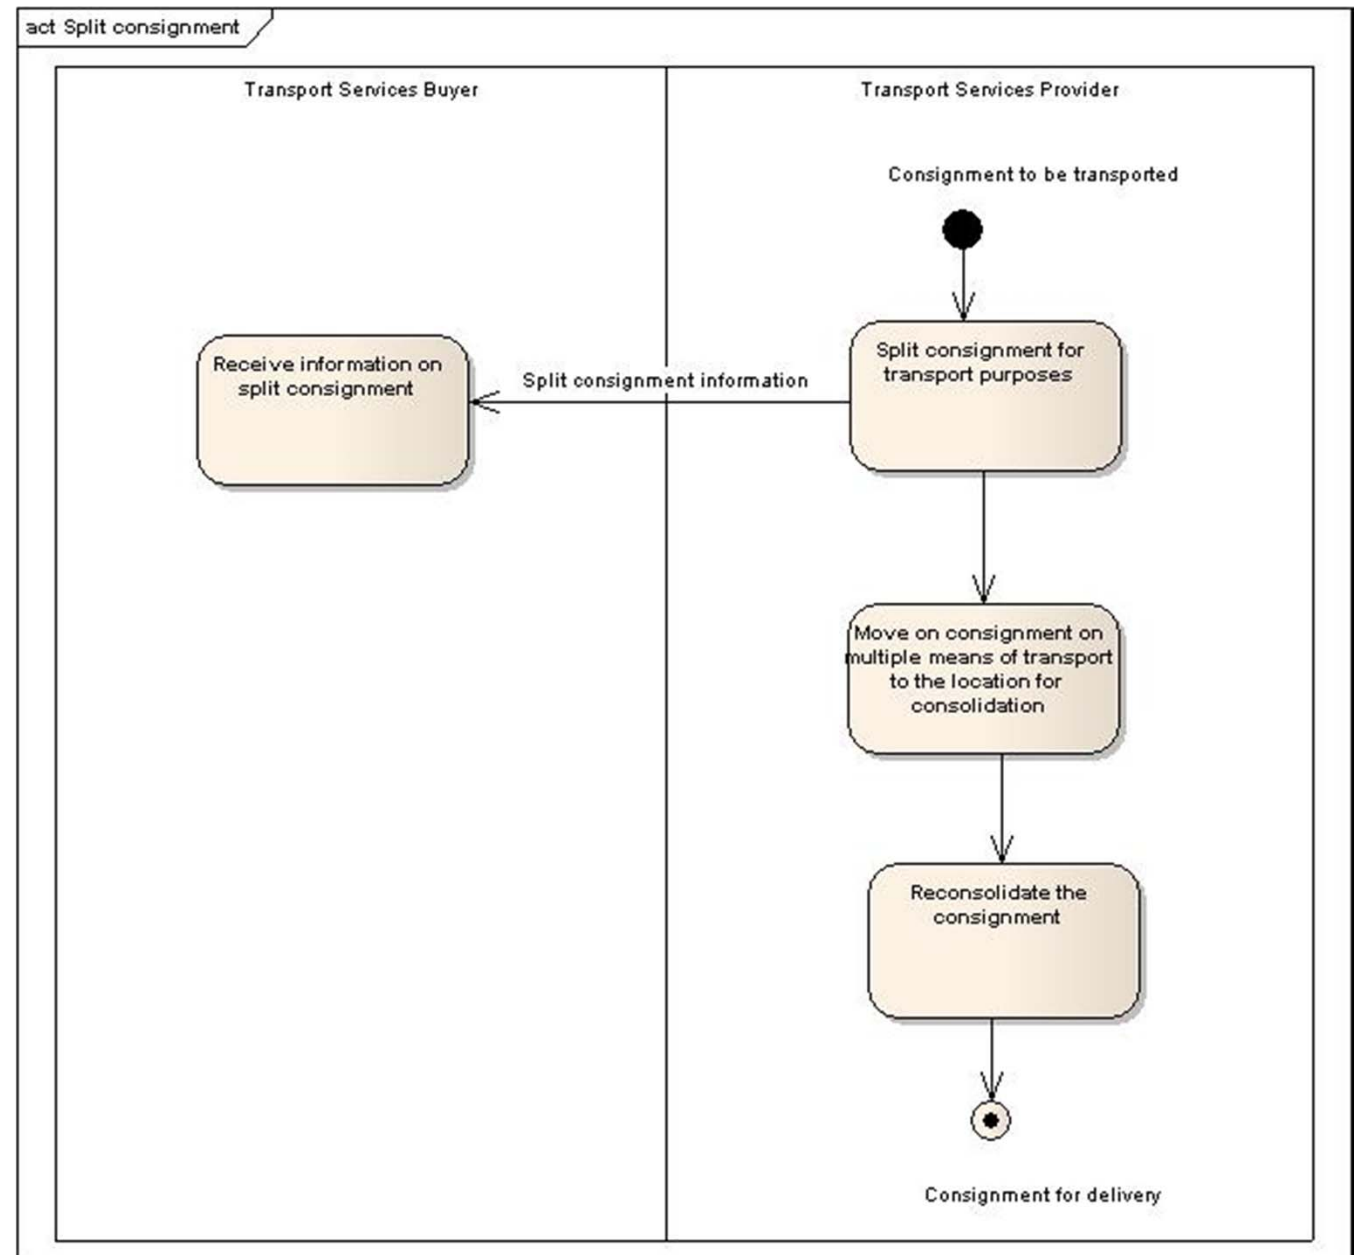 act Split consignment
Transport Services Buyer
Transport Services Provider
Consignment to be transported
Split consignment for
transport purposes
Receive information on
split consignment
Split consignment information
Move on consignment on
multiple means of transport
to the location for
consolidation
Reconsolidate the
consignment
Consignment for delivery